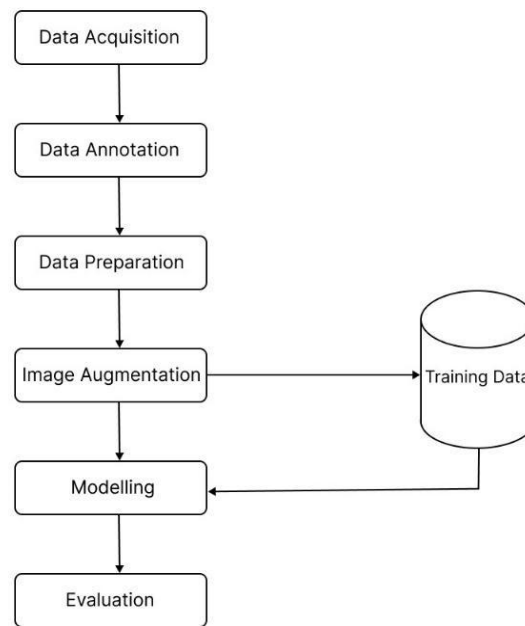 Data Acquisition
Data Annotation
Data Preparation
Image Augmentation
Training Data
Modelling
Evaluation